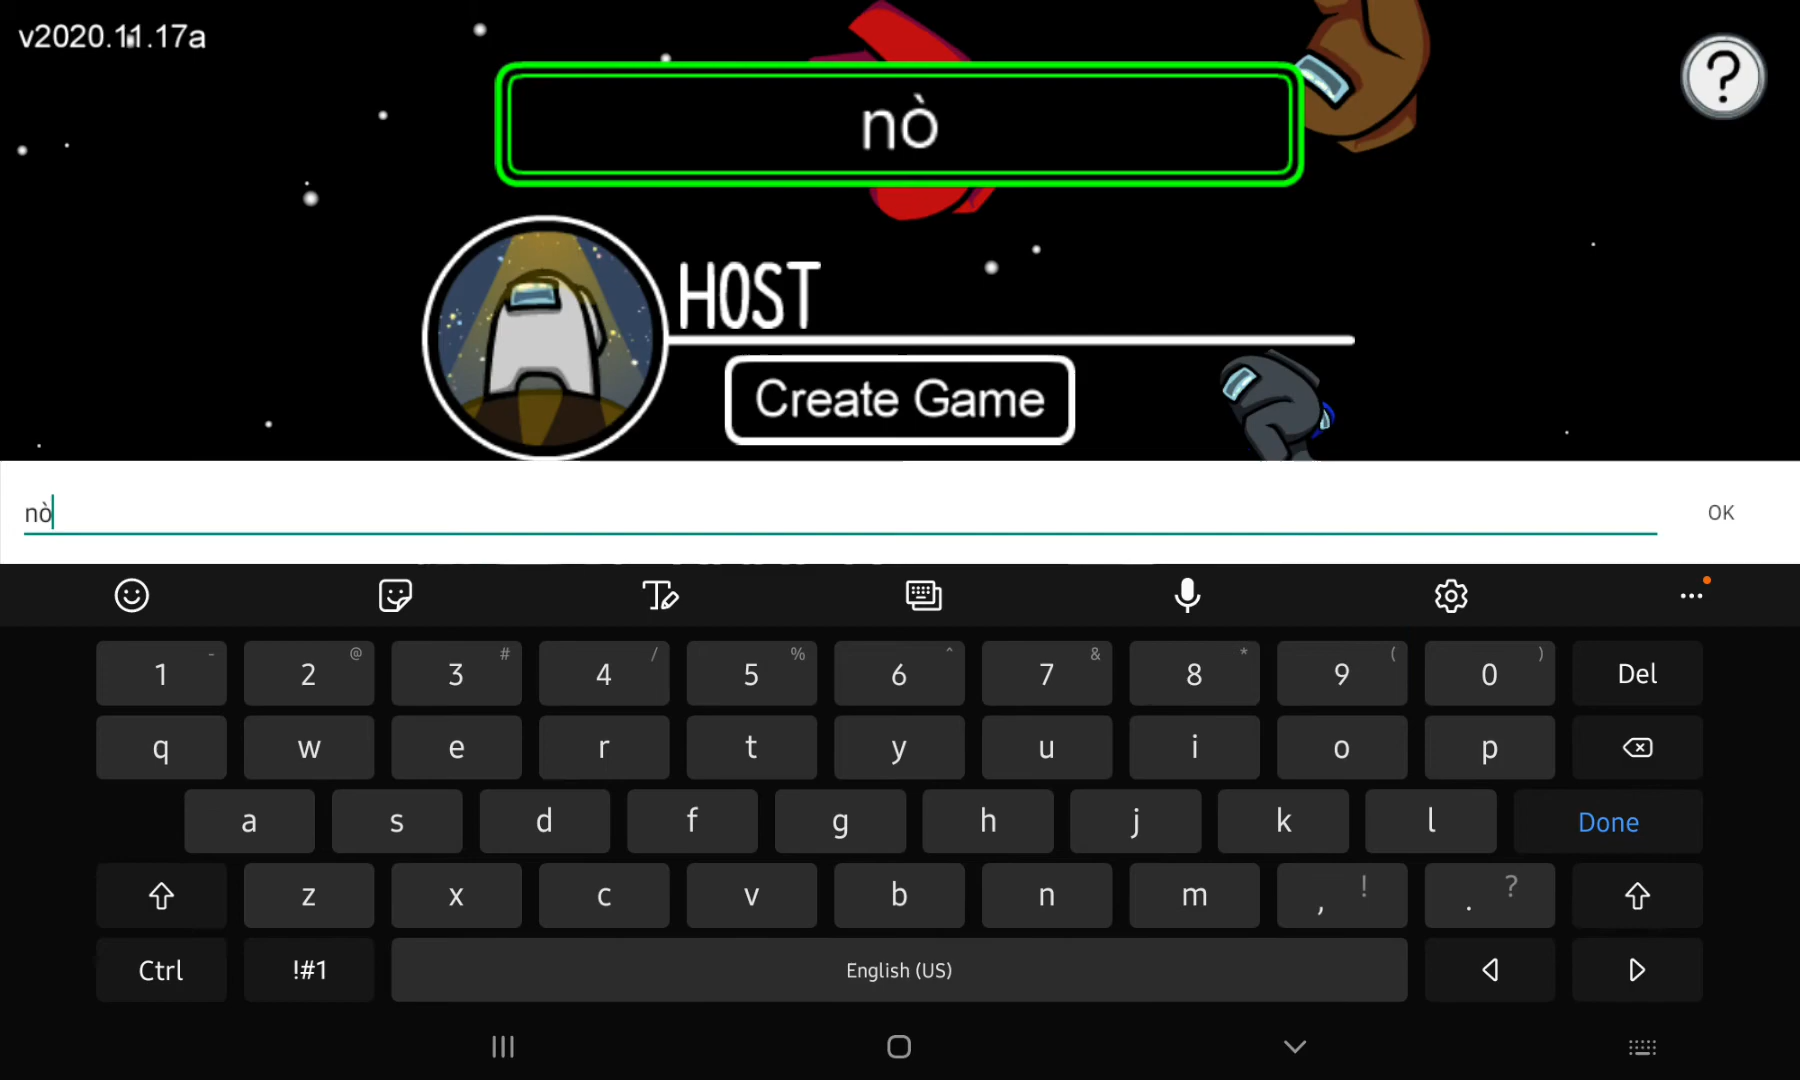 v2020.11.17a
?
nò
HOST
Create Game
nò
OK
1 - 2 @ 3 # 4 / 5 % 6 ^ 7 & 8 * 9 ( 0 ) Del
q w e r t y u i o p
a s d f g h j k l Done
z x c v b n m , ! . ?
Ctrl !#1 English (US)